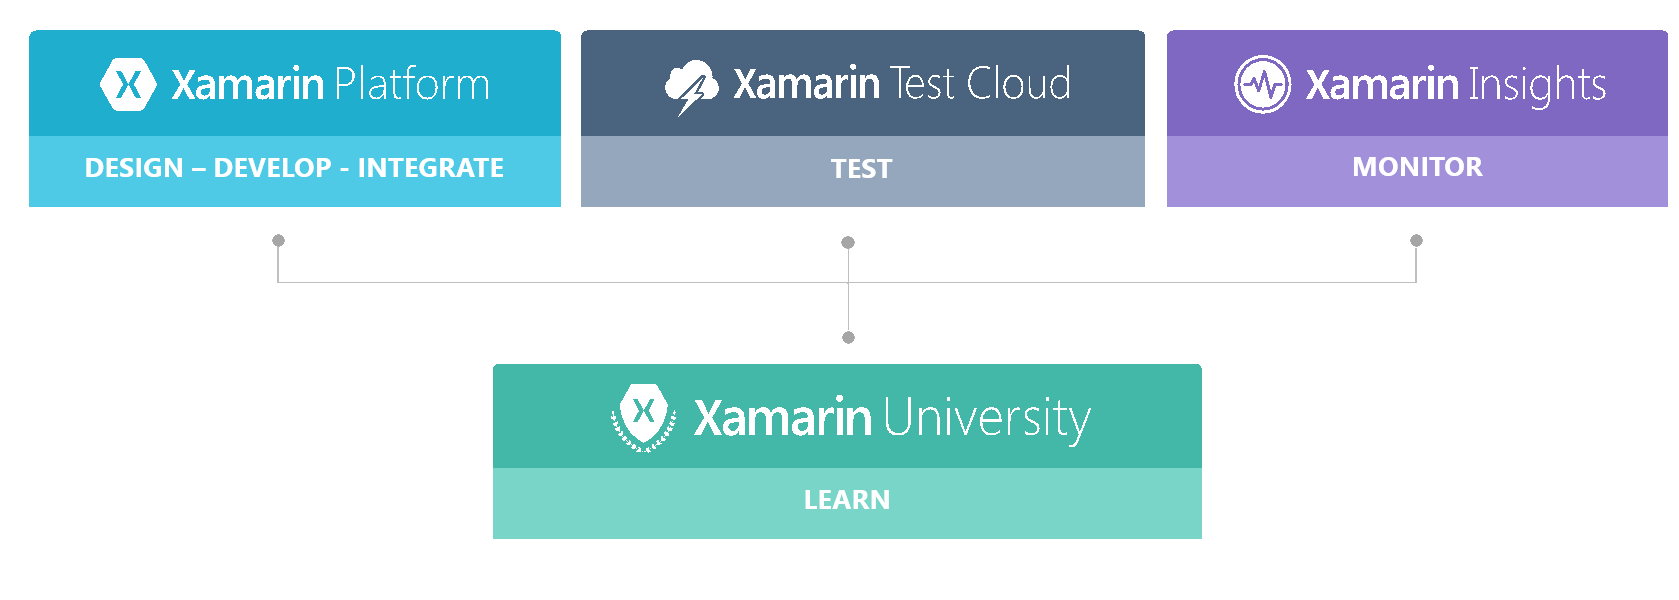 Xamarin Platform
DESIGN – DEVELOP - INTEGRATE
Xamarin Test Cloud
TEST
Xamarin Insights
MONITOR
Xamarin University
LEARN